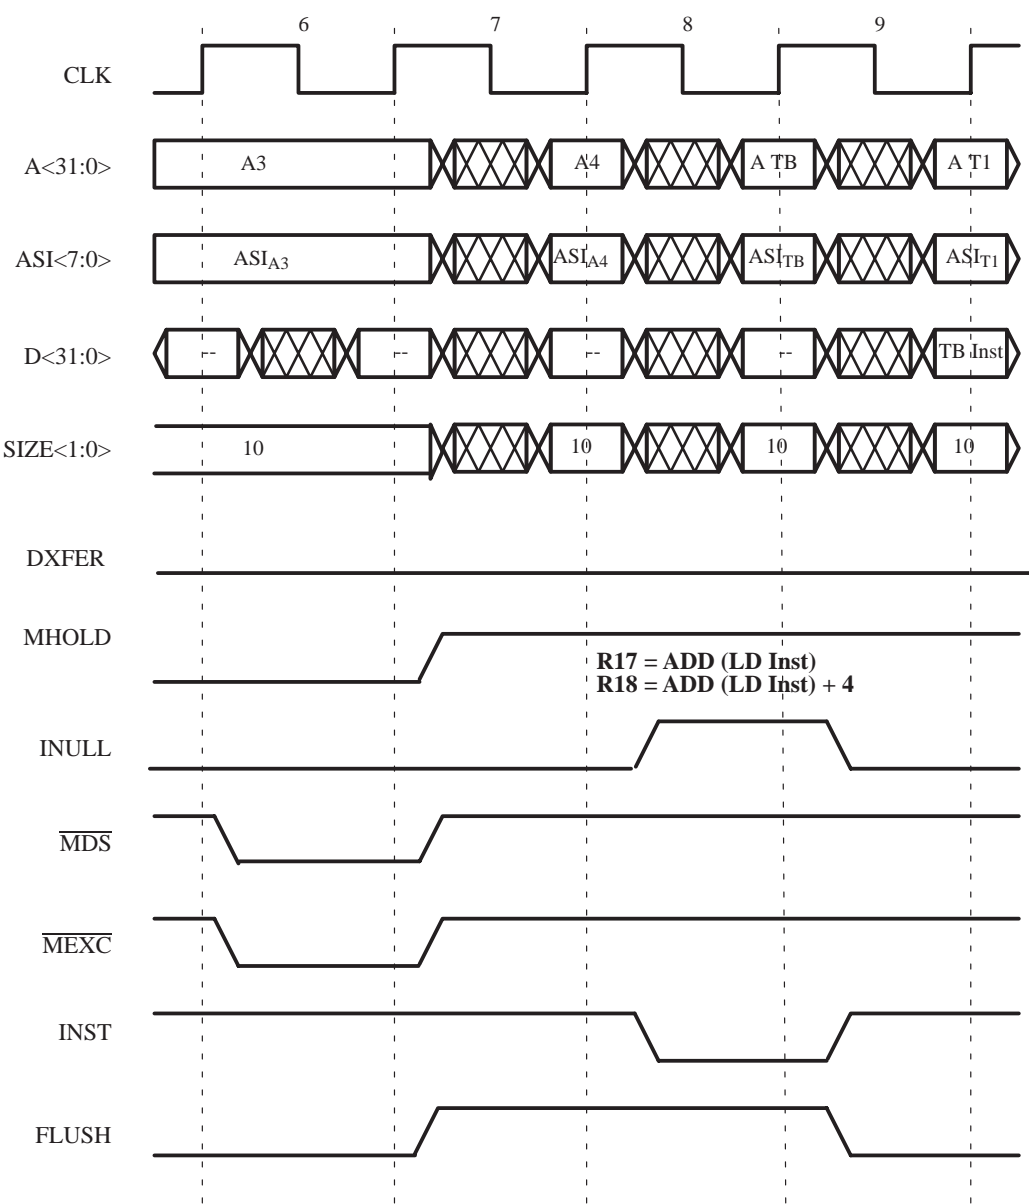 6 7 8 9
CLK
A<31:0> A3 A4 A TB A T1
ASI<7:0> ASIA3 ASIA4 ASITB ASIT1
D<31:0> -- -- -- -- TB Inst
SIZE<1:0> 10 10 10 10
DXFER
MHOLD
R17 = ADD (LD Inst)
R18 = ADD (LD Inst) + 4
INULL
MDS
MEXC
INST
FLUSH